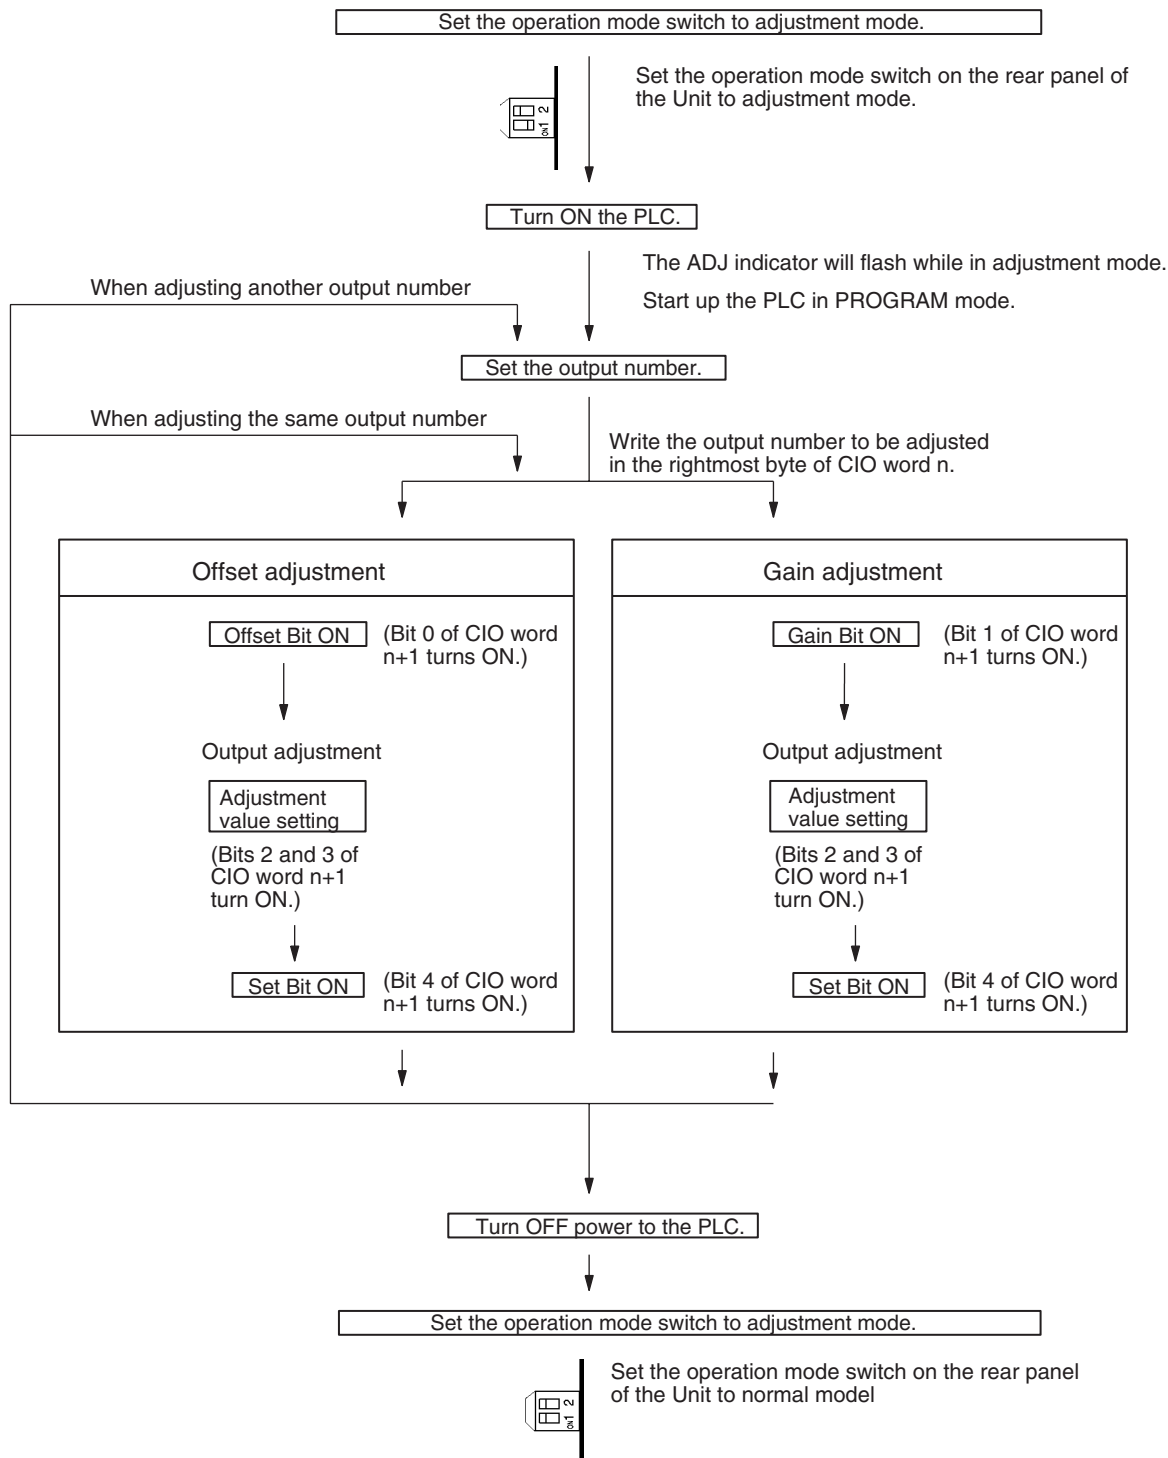 Set the operation mode switch to adjustment mode.
Set the operation mode switch on the rear panel of
the Unit to adjustment mode.
ON 1 2
Turn ON the PLC.
The ADJ indicator will flash while in adjustment mode.
When adjusting another output number
Start up the PLC in PROGRAM mode.
Set the output number.
When adjusting the same output number
Write the output number to be adjusted
in the rightmost byte of CIO word n.
Offset adjustment
Offset Bit ON
(Bit 0 of CIO word
n+1 turns ON.)
Output adjustment
Adjustment
value setting
(Bits 2 and 3 of
CIO word n+1
turn ON.)
Set Bit ON
(Bit 4 of CIO word
n+1 turns ON.)
Gain adjustment
Gain Bit ON
(Bit 1 of CIO word
n+1 turns ON.)
Output adjustment
Adjustment
value setting
(Bits 2 and 3 of
CIO word n+1
turn ON.)
Set Bit ON
(Bit 4 of CIO word
n+1 turns ON.)
Turn OFF power to the PLC.
Set the operation mode switch to adjustment mode.
Set the operation mode switch on the rear panel
of the Unit to normal model
ON 1 2